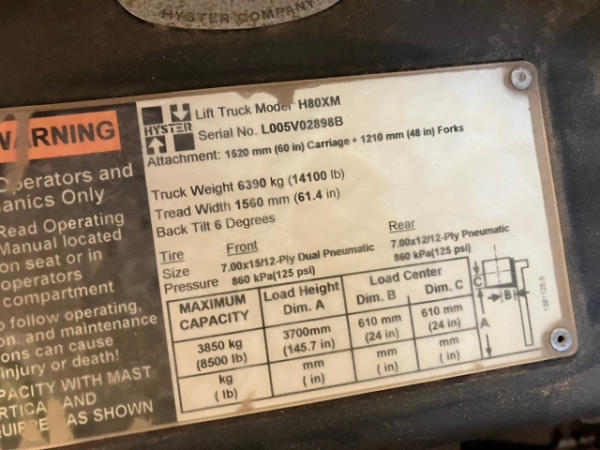 HYSTER COMPANY
WARNING
Operators and
anics Only
Read Operating
Manual located
on seat or in
operators
compartment
o follow operating,
on, and maintenance
ons can cause
injury or death!
PACITY WITH MAST
RTICAL AND
QUIPPED AS SHOWN
HYSTER
Lift Truck Model H80XM
Serial No. L005V02898B
Attachment: 1520 mm (60 in) Carriage + 1210 mm (48 in) Forks
Truck Weight 6390 kg (14100 lb)
Tread Width 1560 mm (61.4 in)
Back Tilt 6 Degrees
Tire Front Rear
Size 7.00x15/12-Ply Dual Pneumatic 7.00x12/12-Ply Pneumatic
Pressure 860 kPa(125 psi) 860 kPa(125 psi)
MAXIMUM CAPACITY Load Height Dim. A Load Center Dim. B Dim. C
3850 kg 3700mm 610 mm 610 mm
(8500 lb) (145.7 in) (24 in) (24 in)
kg mm mm mm
( lb) ( in) ( in) ( in)
C
B
A